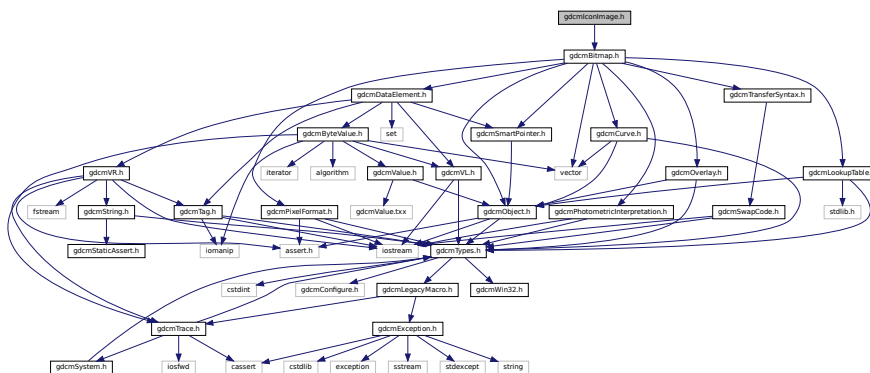 gdcmIconImage.h
gdcmBitmap.h
gdcmDataElement.h
gdcmTransferSyntax.h
gdcmByteValue.h
set
gdcmSmartPointer.h
gdcmCurve.h
gdcmVR.h
iterator
algorithm
gdcmValue.h
gdcmVL.h
vector
gdcmOverlay.h
gdcmLookupTable.
fstream
gdcmString.h
gdcmTag.h
gdcmPixelFormat.h
gdcmValue.txx
gdcmObject.h
gdcmPhotometricInterpretation.h
gdcmSwapCode.h
stdlib.h
gdcmStaticAssert.h
iomanip
assert.h
iostream
gdcmTypes.h
cstdint
gdcmConfigure.h
gdcmLegacyMacro.h
gdcmWin32.h
gdcmTrace.h
gdcmException.h
gdcmSystem.h
iosfwd
cassert
cstdlib
exception
sstream
stdexcept
string